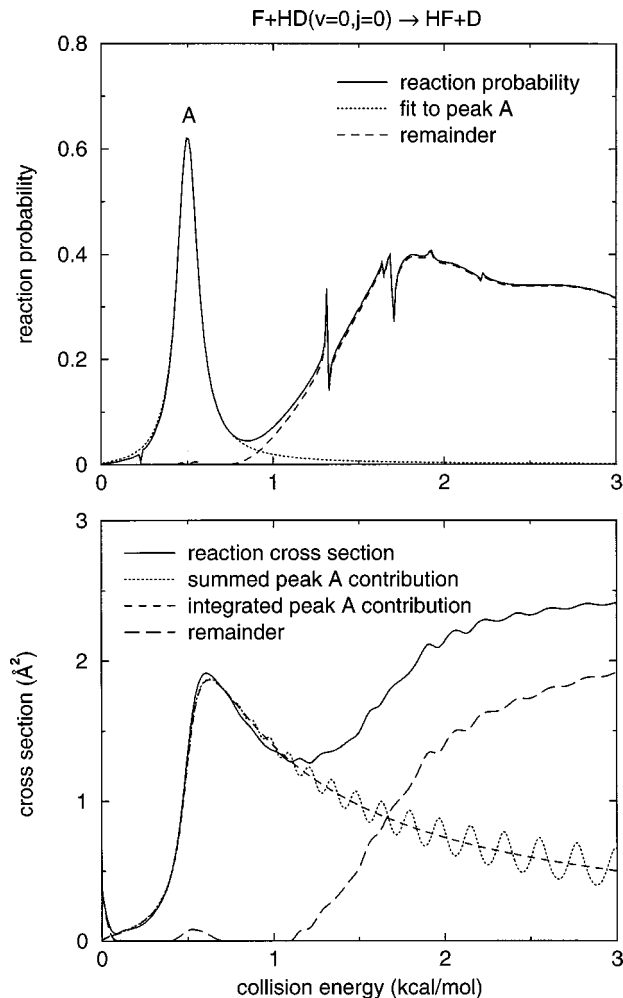 F+HD(v=0,j=0) → HF+D
0.8
0.6
0.4
0.2
0
reaction probability
A
reaction probability
fit to peak A
remainder
0
1
2
3
3
2
1
0
cross section (Å²)
reaction cross section
summed peak A contribution
integrated peak A contribution
remainder
0
1
2
3
collision energy (kcal/mol)